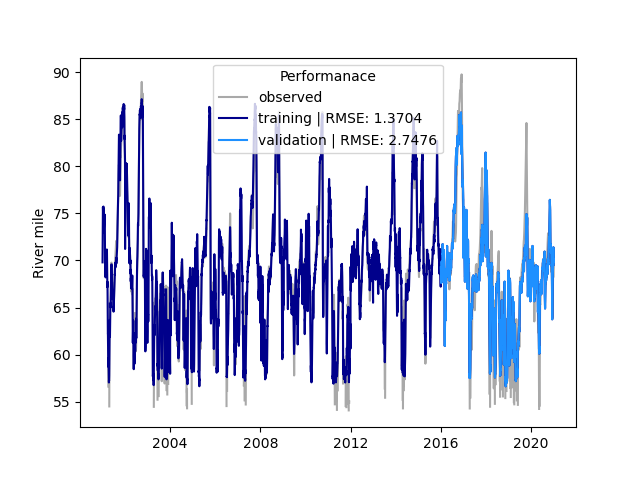 Performanace
observed
training | RMSE: 1.3704
validation | RMSE: 2.7476
River mile
90
85
80
75
70
65
60
55
2004
2008
2012
2016
2020